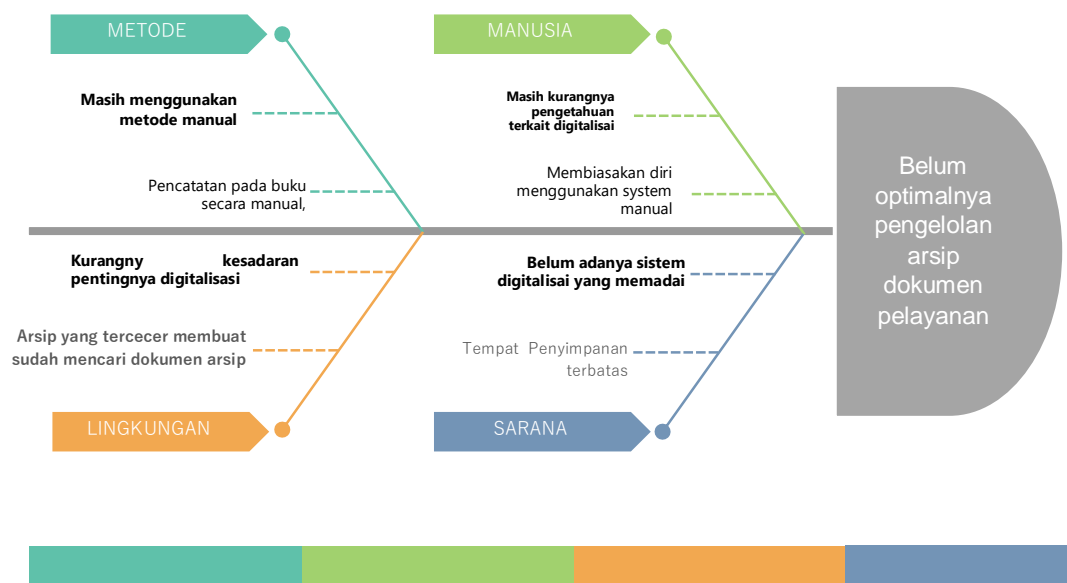 METODE
MANUSIA
Masih menggunakan
metode manual
Masih kurangnya
pengetahuan
terkait digitalisai
Pencatatan pada buku
secara manual,
Membiasakan diri
menggunakan system
manual
Belum
optimalnya
pengelolan
arsip
dokumen
pelayanan
Kurangny kesadaran
pentingnya digitalisasi
Belum adanya sistem
digitalisai yang memadai
Arsip yang tercecer membuat
sudah mencari dokumen arsip
Tempat Penyimpanan
terbatas
LINGKUNGAN
SARANA